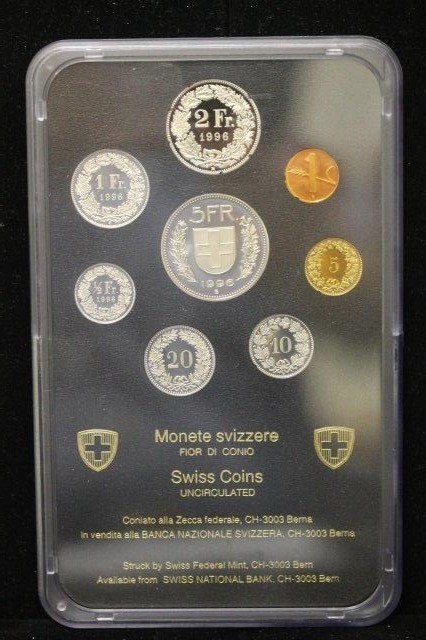 2 Fr.
1996
1 Fr.
1996
1
5 FR.
1996
B
5
½ Fr.
1996
20
10
Monete svizzere
FIOR DI CONIO
Swiss Coins
UNCIRCULATED
Coniato alla Zecca federale, CH-3003 Berna
In vendita alla BANCA NAZIONALE SVIZZERA, CH-3003 Berna
Struck by Swiss Federal Mint, CH-3003 Bern
Available from SWISS NATIONAL BANK, CH-3003 Bern